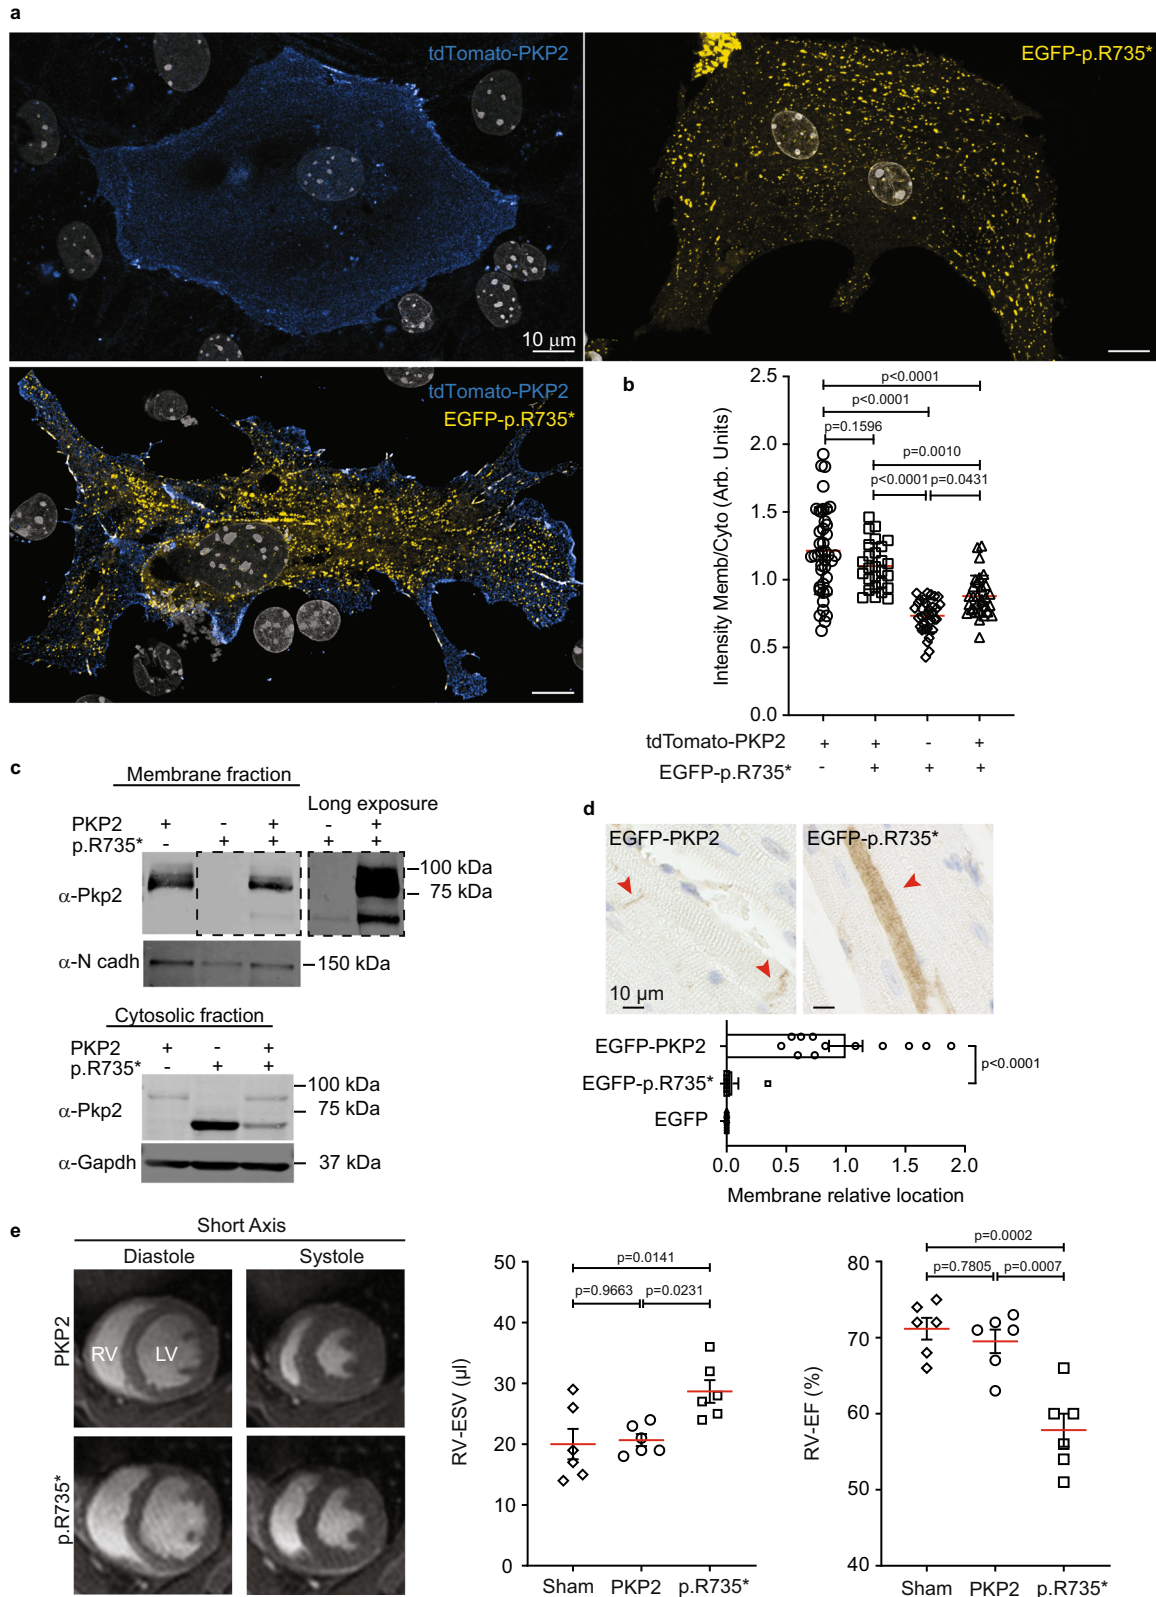 a
tdTomato-PKP2
EGFP-p.R735*
10 µm
tdTomato-PKP2
EGFP-p.R735*
b
p<0.0001
p<0.0001
p=0.1596
p=0.0010
p<0.0001 p=0.0431
Intensity Memb/Cyto (Arb. Units)
2.5
2.0
1.5
1.0
0.5
0.0
tdTomato-PKP2 + + - +
EGFP-p.R735* - + + +
c
Membrane fraction
Long exposure
PKP2 + - + - +
p.R735* - + + + +
α-Pkp2
100 kDa
75 kDa
α-N cadh
150 kDa
Cytosolic fraction
PKP2 + - +
p.R735* - + +
α-Pkp2
100 kDa
75 kDa
α-Gapdh
37 kDa
d
EGFP-PKP2
EGFP-p.R735*
10 µm
EGFP-PKP2
EGFP-p.R735*
EGFP
p<0.0001
0.0 0.5 1.0 1.5 2.0
Membrane relative location
e
Short Axis
Diastole Systole
PKP2
RV LV
p.R735*
RV-ESV (µl)
50
40
30
20
10
0
p=0.0141
p=0.9663 p=0.0231
Sham PKP2 p.R735*
RV-EF (%)
80
70
60
50
40
p=0.0002
p=0.7805 p=0.0007
Sham PKP2 p.R735*